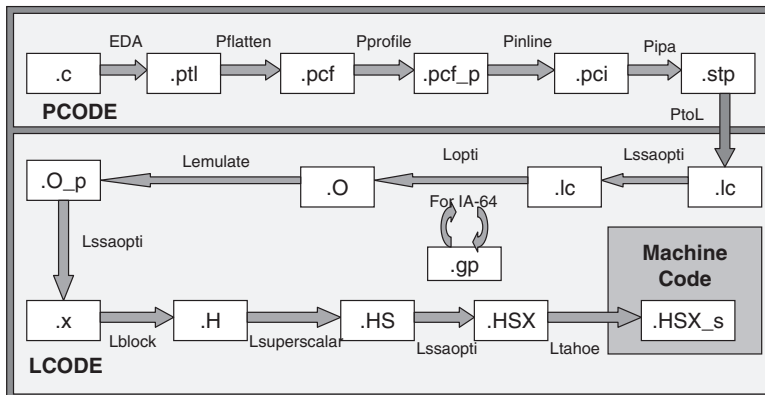 EDA
Pflatten
Pprofile
Pinline
Pipa
.c
.ptl
.pcf
.pcf_p
.pci
.stp
PCODE
PtoL
Lemulate
Lopti
Lssaopti
.O_p
.O
.lc
.lc
For IA-64
Lssaopti
.gp
Machine
Code
.x
.H
.HS
.HSX
.HSX_s
Lblock
Lsuperscalar
Lssaopti
Ltahoe
LCODE